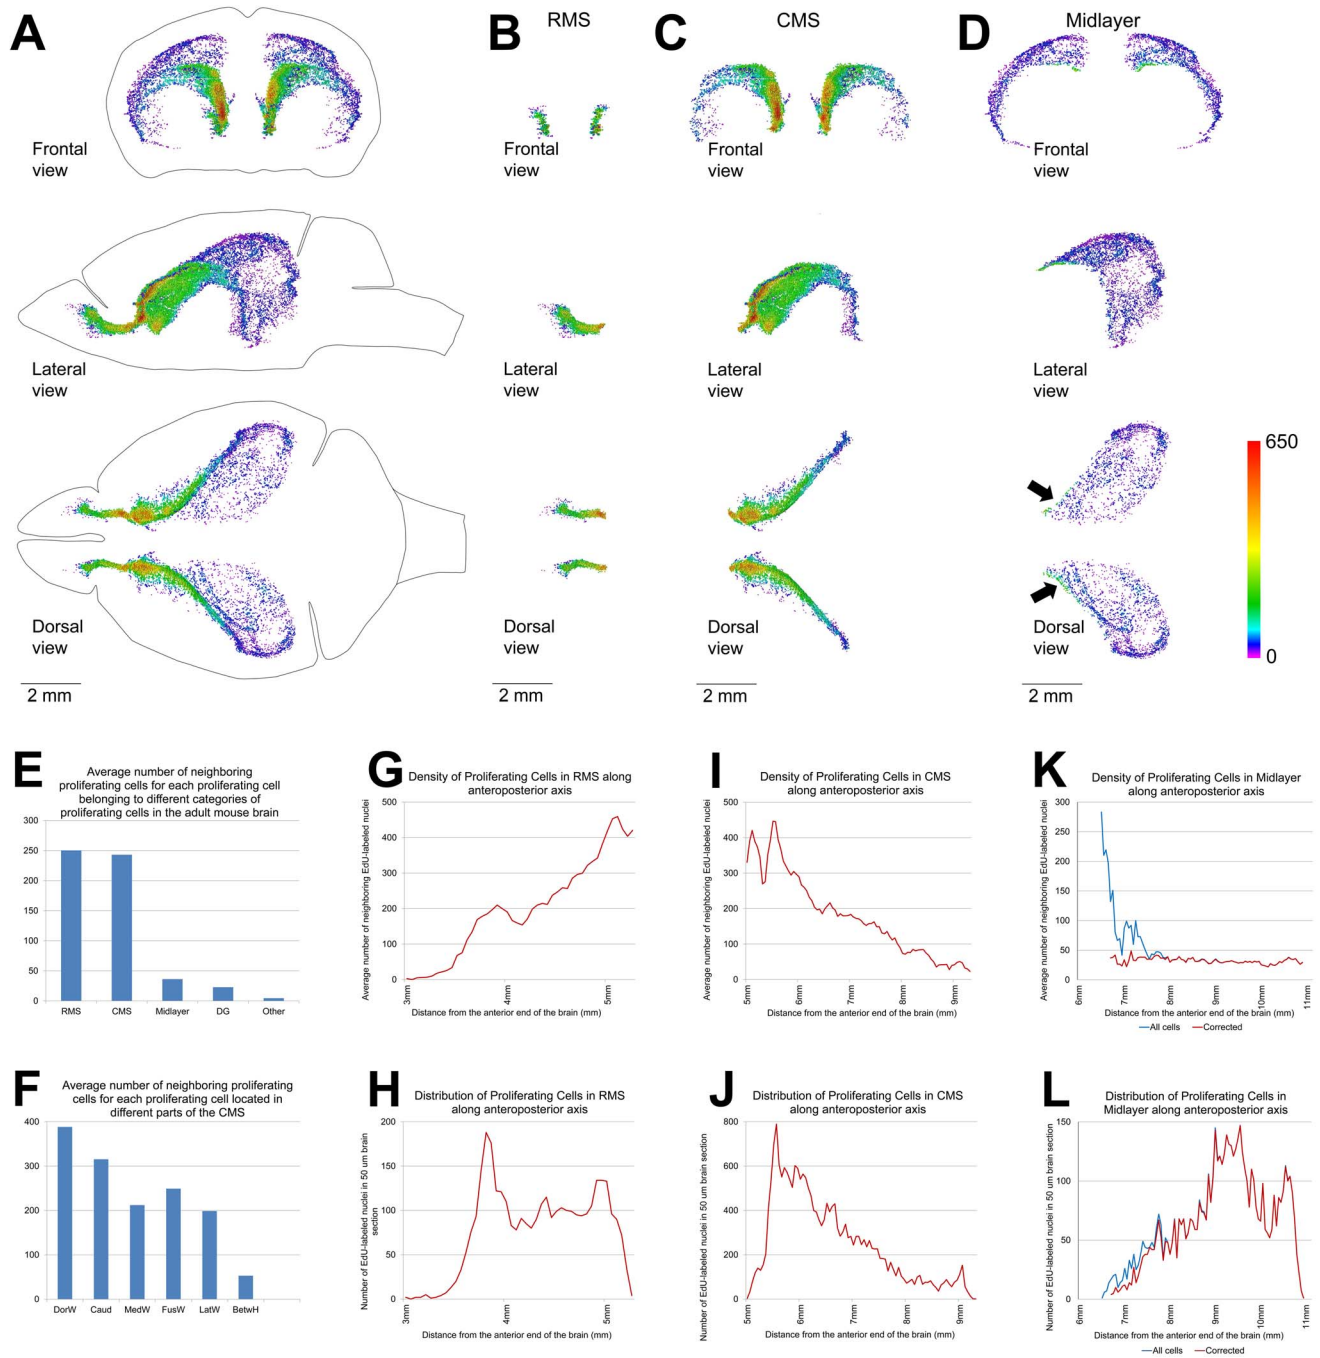 A
B
RMS
C
CMS
D
Midlayer
Frontal
view
Frontal
view
Frontal
view
Frontal
view
Lateral
view
Lateral
view
Lateral
view
Lateral
view
650
0
Dorsal
view
Dorsal
view
Dorsal
view
Dorsal
view
2 mm
2 mm
2 mm
2 mm
E
Average number of neighboring
proliferating cells for each proliferating cell
belonging to different categories of
proliferating cells in the adult mouse brain
300
250
200
150
100
50
0
RMS CMS Midlayer DG Other
G
Density of Proliferating Cells in RMS along
anteroposterior axis
Average number of neighboring EdU-labeled nuclei
500
400
300
200
100
0
3mm 4mm 5mm
Distance from the anterior end of the brain (mm)
I
Density of Proliferating Cells in CMS
along anteroposterior axis
Average number of neighboring EdU-labeled nuclei
500
400
300
200
100
0
5mm 6mm 7mm 8mm 9mm
Distance from the anterior end of the brain (mm)
K
Density of Proliferating Cells in Midlayer
along anteroposterior axis
Average number of neighboring EdU-labeled nuclei
300
250
200
150
100
50
0
6mm 7mm 8mm 9mm 10mm 11mm
Distance from the anterior end of the brain (mm)
All cells Corrected
F
Average number of neighboring proliferating
cells for each proliferating cell located in
different parts of the CMS
400
300
200
100
0
DorW Caud MedW FusW LatW BetwH
H
Distribution of Proliferating Cells in RMS
along anteroposterior axis
Number of EdU-labeled nuclei in 50 um brain
section
200
150
100
50
0
3mm 4mm 5mm
Distance from the anterior end of the brain (mm)
J
Distribution of Proliferating Cells in CMS
along anteroposterior axis
Number of EdU-labeled nuclei in 50 um brain section
800
600
400
200
0
5mm 6mm 7mm 8mm 9mm
Distance from the anterior end of the brain (mm)
L
Distribution of Proliferating Cells in
Midlayer along anteroposterior axis
Number of EdU-labeled nuclei in 50 um brain section
150
100
50
0
6mm 7mm 8mm 9mm 10mm 11mm
Distance from the anterior end of the brain (mm)
All cells Corrected